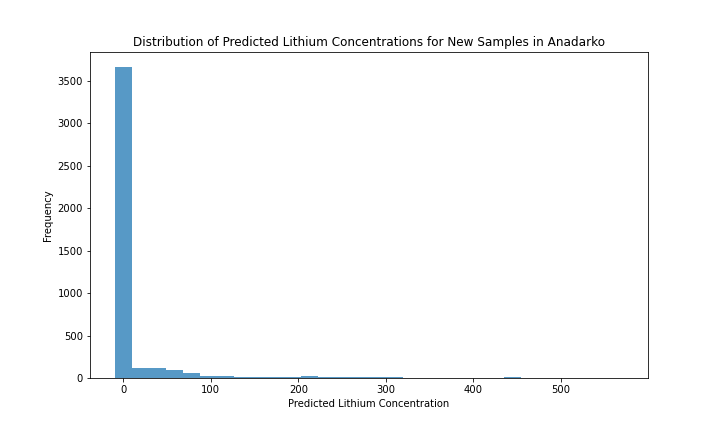 Distribution of Predicted Lithium Concentrations for New Samples in Anadarko
3500
3000
2500
2000
1500
1000
500
0
Frequency
0 100 200 300 400 500
Predicted Lithium Concentration